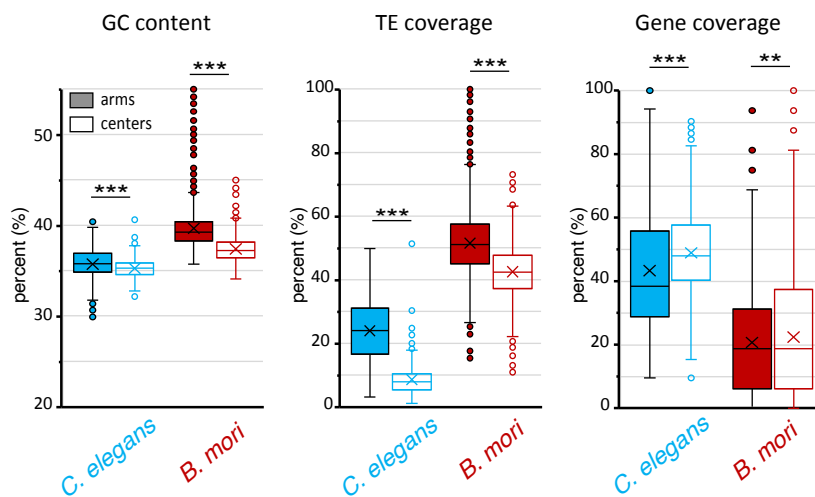 GC content
percent (%)
50
40
30
20
arms
centers
***
***
C. elegans
B. mori
TE coverage
percent (%)
100
80
60
40
20
0
***
***
C. elegans
B. mori
Gene coverage
percent (%)
100
80
60
40
20
0
***
**
C. elegans
B. mori